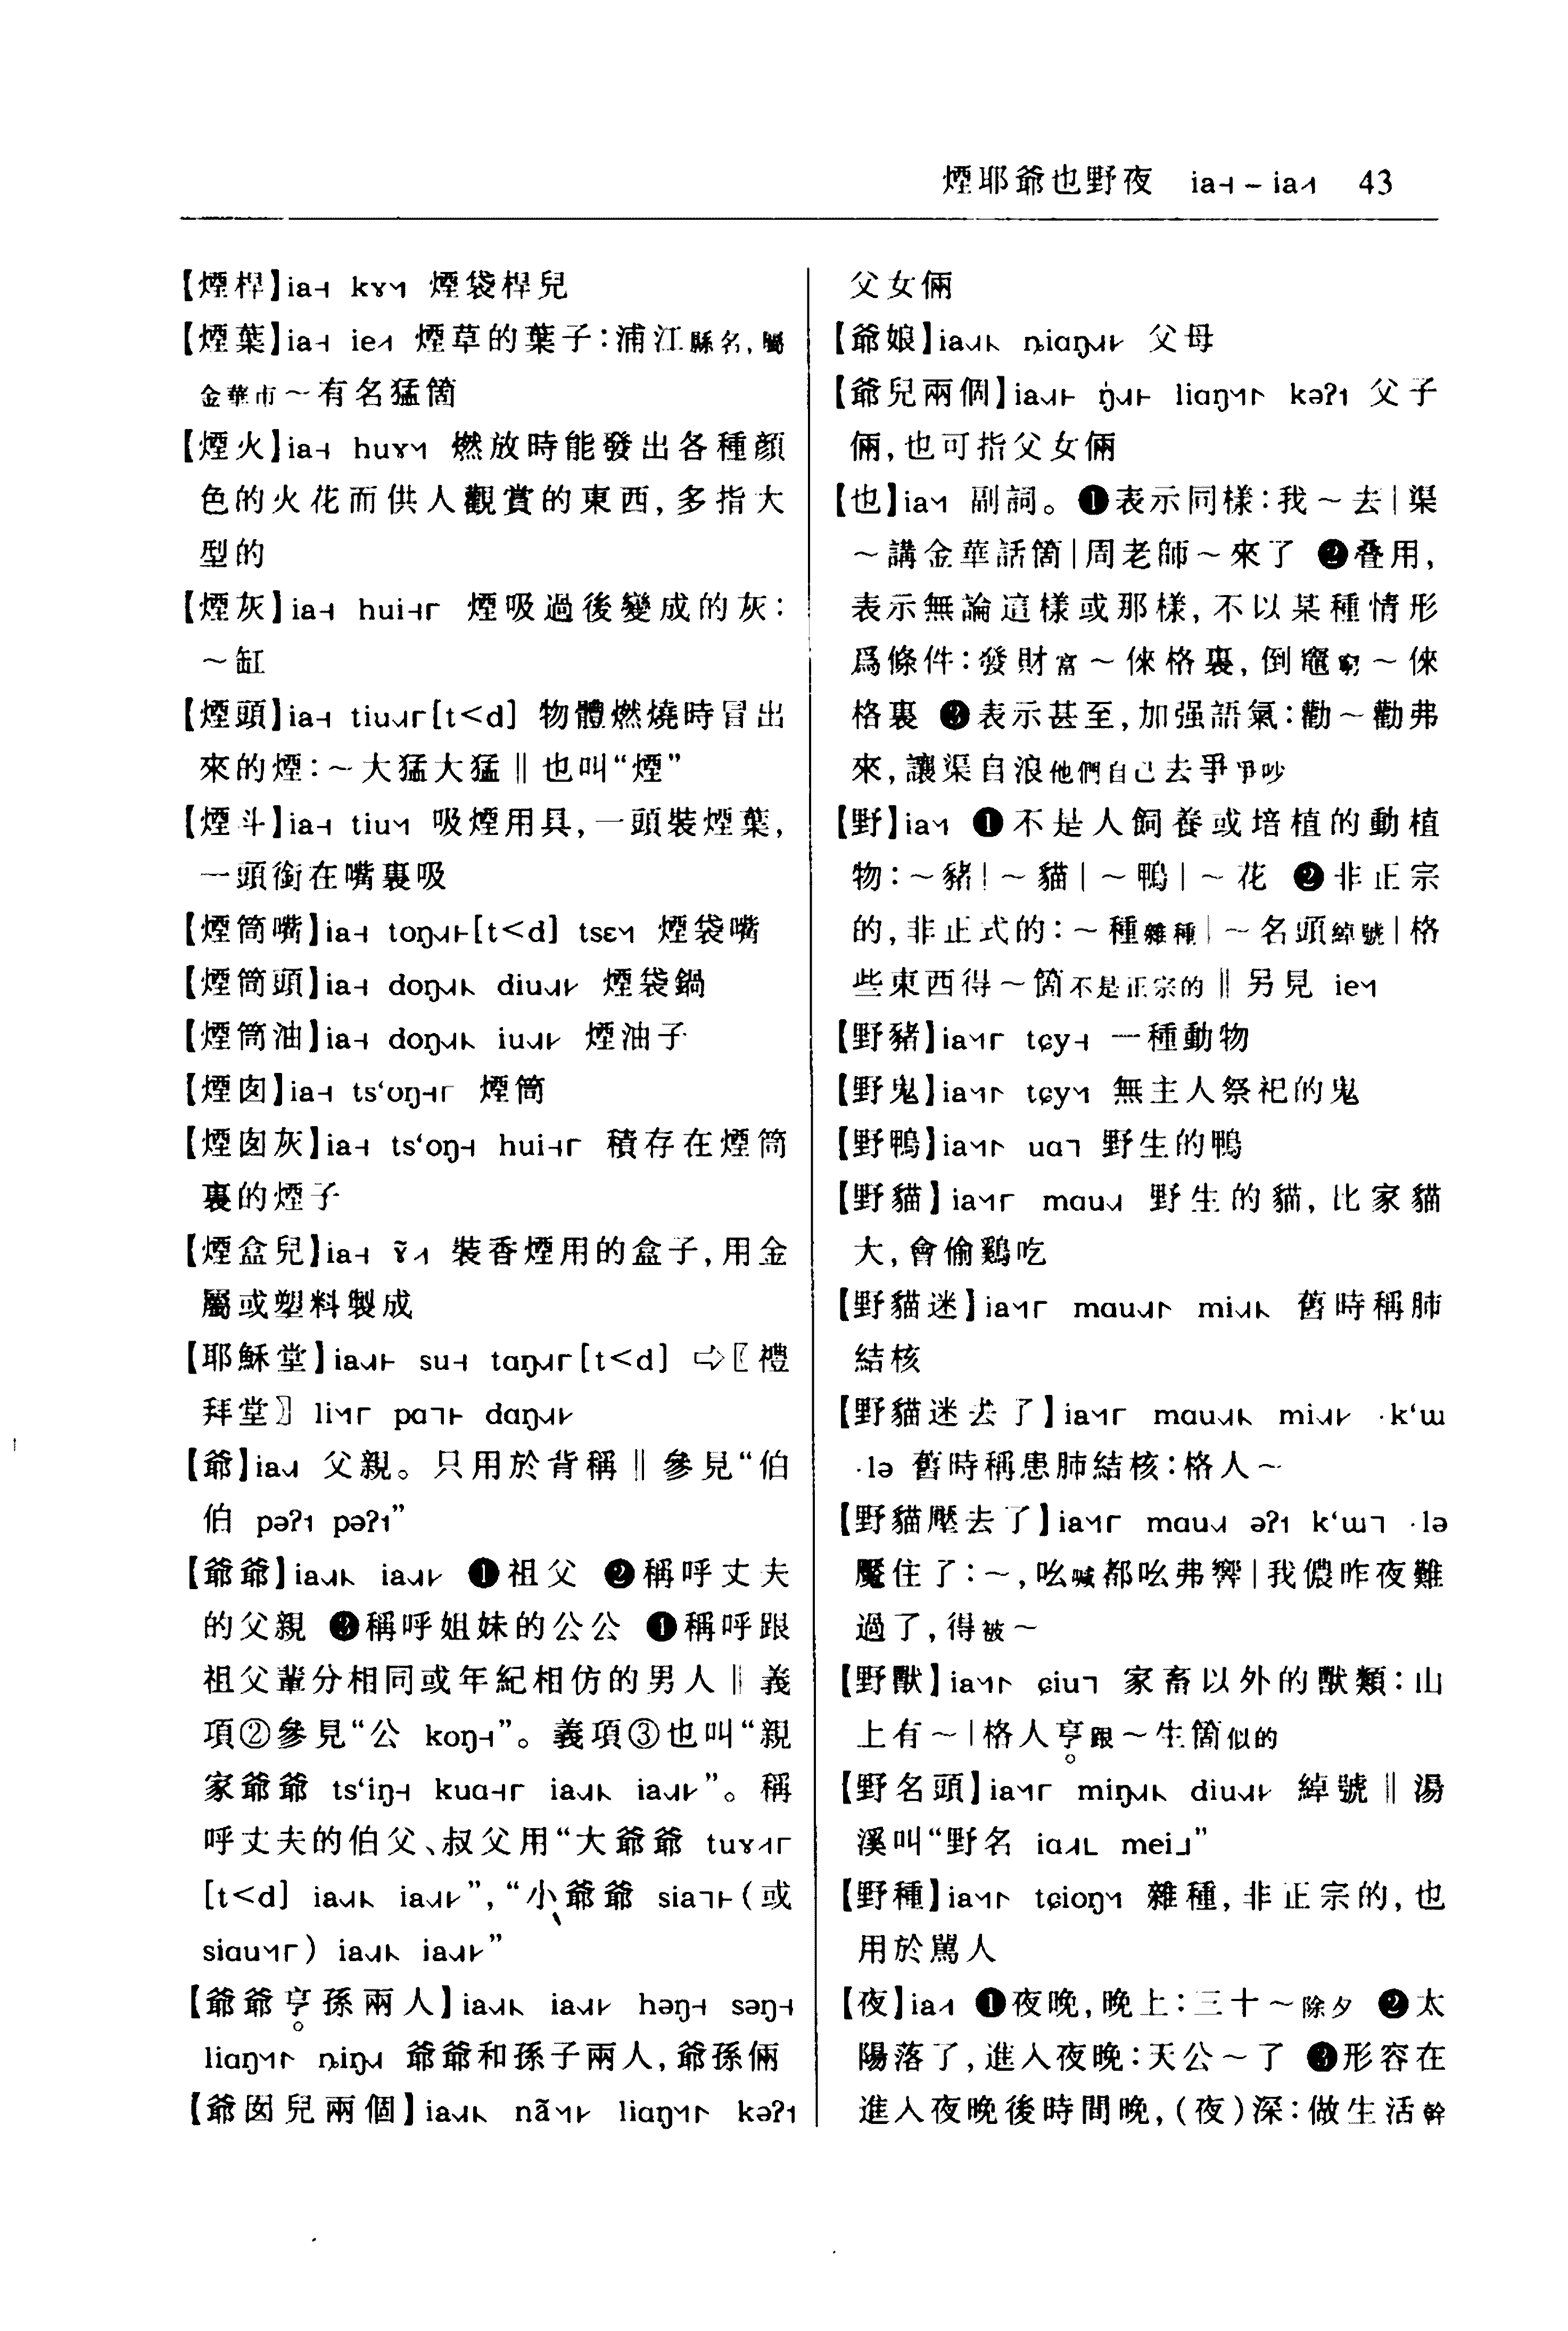 煙耶爺也野夜 ia˧˧˦－ia˩˦ 43
【煙桿】ia˧˧˦ kɤ˥˧˥ 煙袋桿兒
【煙葉】ia˧˧˦ ie˩˦ 煙草的葉子：浦江縣名，屬
金華市～有名猛箇
【煙火】ia˧˧˦ huɤ˥˧˥ 燃放時能發出各種顏
色的火花而供人觀賞的東西，多指大
型的
【煙灰】ia˧˧˦ hui˧˧˦꜒꜒ 煙吸過後變成的灰：
～缸
【煙頭】ia˧˧˦ tiu˧˩˧꜒꜒[t<d] 物體燃燒時冒出
來的煙：～大猛大猛‖也叫“煙”
【煙斗】ia˧˧˦ tiu˥˧˥ 吸煙用具，一頭裝煙葉，
一頭銜在嘴裏吸
【煙筒嘴】ia˧˧˦ toŋ˧˩˧꜔꜔[t<d] tsɛ˥˧˥ 煙袋嘴
【煙筒頭】ia˧˧˦ doŋ˧˩˧꜔꜖ diu˧˩˧꜖꜓ 煙袋鍋
【煙筒油】ia˧˧˦ doŋ˧˩˧꜔꜖ iu˧˩˧꜖꜓ 煙油子
【煙囱】ia˧˧˦ ts‘oŋ˧˧˦꜒꜒ 煙筒
【煙囱灰】ia˧˧˦ ts‘oŋ˧˧˦ hui˧˧˦꜒꜒ 積存在煙筒
裏的煙子
【煙盒兒】ia˧˧˦ ɤ̃˩˦ 裝香煙用的盒子，用金
屬或塑料製成
【耶穌堂】ia˧˩˧꜔꜔ su˧˧˦ tɑŋ˧˩˧꜒꜒[t<d] ⇨〖禮
拜堂〗 li˥˧˥꜒꜒ pɑ˥˥꜔꜔ dɑŋ˧˩˧꜖꜓
【爺】ia˧˩˧ 父親。只用於背稱‖參見“伯
伯 pəʔ˦ pəʔ˦”
【爺爺】ia˧˩˧꜔꜖ ia˧˩˧꜖꜓ ❶祖父 ❷稱呼丈夫
的父親 ❸稱呼姐妹的公公 ❹稱呼跟
祖父輩分相同或年紀相仿的男人‖義
項②參見“公 koŋ˧˧˦”。義項③也叫“親
家爺爺 ts‘iŋ˧˧˦ kuɑ˧˧˦꜒꜒ ia˧˩˧꜔꜖ ia˧˩˧꜖꜓”。稱
呼丈夫的伯父、叔父用“大爺爺 tuɤ˩˦꜒꜒
[t<d] ia˧˩˧꜔꜖ ia˧˩˧꜖꜓”，“小爺爺 sia˥˥꜔꜔（或
siɑu˥˧˥꜒꜒）ia˧˩˧꜔꜖ ia˧˩˧꜖꜓”
【爺爺亨孫兩人】ia˧˩˧꜔꜖ ia˧˩˧꜖꜓ həŋ˧˧˦ səŋ˧˧˦
liɑŋ˥˧˥꜒꜔ ȵiŋ˧˩˧ 爺爺和孫子兩人，爺孫倆
【爺囡兒兩個】ia˧˩˧꜔꜖ nã˥˧˥꜖꜓ liɑŋ˥˧˥꜒꜔ kəʔ˦
父女倆
【爺娘】ia˧˩˧꜔꜖ ȵiɑŋ˧˩˧꜖꜓ 父母
【爺兒兩個】ia˧˩˧꜔꜔ ŋ̍˧˩˧꜔꜔ liɑŋ˥˧˥꜒꜔ kəʔ˦ 父子
倆，也可指父女倆
【也】ia˥˧˥ 副詞。❶表示同樣：我～去｜渠
～講金華話箇｜周老師～來了 ❷叠用，
表示無論這樣或那樣，不以某種情形
爲條件：發財富～倈格裏，倒竈窮～倈
格裏 ❸表示甚至，加强語氣：勸～勸弗
來，讓渠自浪他們自己去爭爭吵
【野】ia˥˧˥ ❶不是人飼養或培植的動植
物：～豬｜～貓｜～鴨｜～花 ❷非正宗
的，非正式的：～種雜種｜～名頭綽號｜格
些東西得～箇不是正宗的‖另見 ie˥˧˥
【野豬】ia˥˧˥꜒꜒ tɕy˧˧˦ 一種動物
【野鬼】ia˥˧˥꜒꜔ tɕy˥˧˥ 無主人祭祀的鬼
【野鴨】ia˥˧˥꜒꜔ uɑ˥˥ 野生的鴨
【野貓】ia˥˧˥꜒꜒ mɑu˧˩˧ 野生的貓，比家貓
大，會偷鷄吃
【野貓迷】ia˥˧˥꜒꜒ mɑu˧˩˧꜒꜔ mi˧˩˧꜔꜖ 舊時稱肺
結核
【野貓迷去了】ia˥˧˥꜒꜒ mɑu˧˩˧꜔꜖ mi˧˩˧꜖꜓ ·k‘ɯ
·lə 舊時稱患肺結核：格人～
【野貓壓去了】ia˥˧˥꜒꜒ mɑu˧˩˧ əʔ˦ k‘ɯ˥˥ ·lə
魘住了：～，吆喊都吆弗響｜我儂昨夜難
過了，得被～
【野獸】ia˥˧˥꜒꜔ ɕiu˥˥ 家畜以外的獸類：山
上有～｜格人亨跟～生箇似的
【野名頭】ia˥˧˥꜒꜒ miŋ˧˩˧꜔꜖ diu˧˩˧꜖꜓ 綽號‖湯
溪叫“野名 iɑ˩˩˧꜖꜖ mei˩˩”
【野種】ia˥˧˥꜒꜔ tɕioŋ˥˧˥ 雜種，非正宗的，也
用於罵人
【夜】ia˩˦ ❶夜晚，晚上：三十～除夕 ❷太
陽落了，進入夜晚：天公～了 ❸形容在
進入夜晚後時間晚，（夜）深：做生活幹